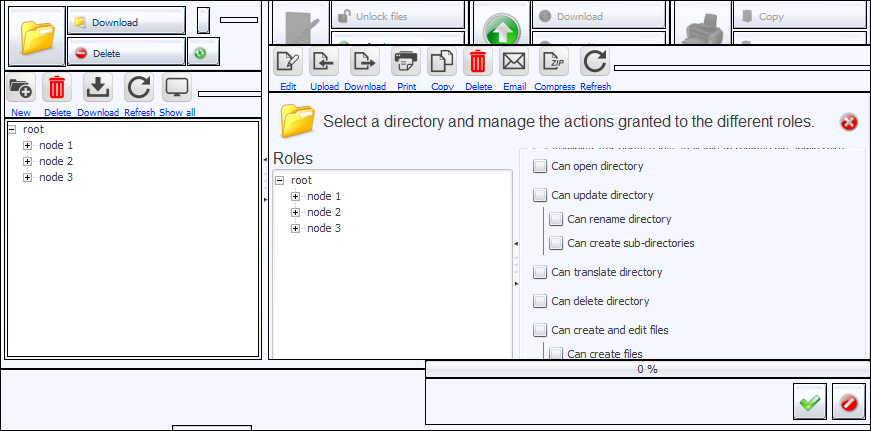 Download
Delete
Unlock files
Download
Copy
New
Delete
Download
Refresh
Show all
Edit
Upload
Download
Print
Copy
Delete
Email
ZIP
Compress
Refresh
root
node 1
node 2
node 3
Select a directory and manage the actions granted to the different roles.
Roles
root
node 1
node 2
node 3
Can open directory
Can update directory
Can rename directory
Can create sub-directories
Can translate directory
Can delete directory
Can create and edit files
Can create files
0 %